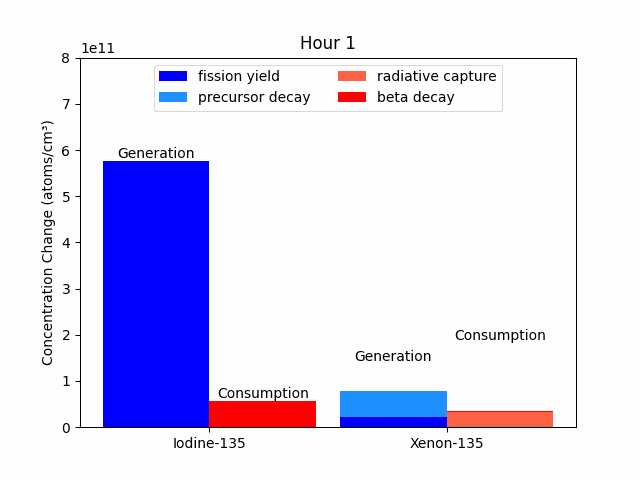 Hour 1
1e11
8
7
6
5
4
3
2
1
0
Concentration Change (atoms/cm³)
fission yield
precursor decay
radiative capture
beta decay
Generation
Consumption
Generation
Consumption
Iodine-135
Xenon-135